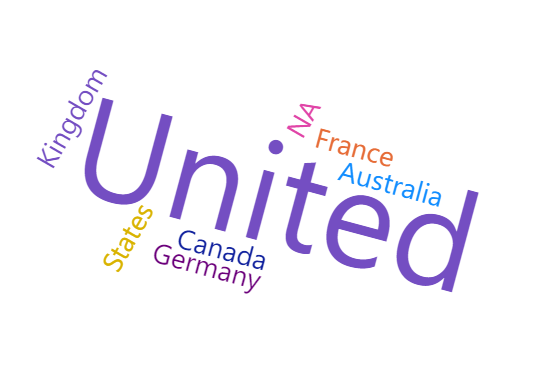 Kingdom
United
NA
France
Australia
States
Canada
Germany